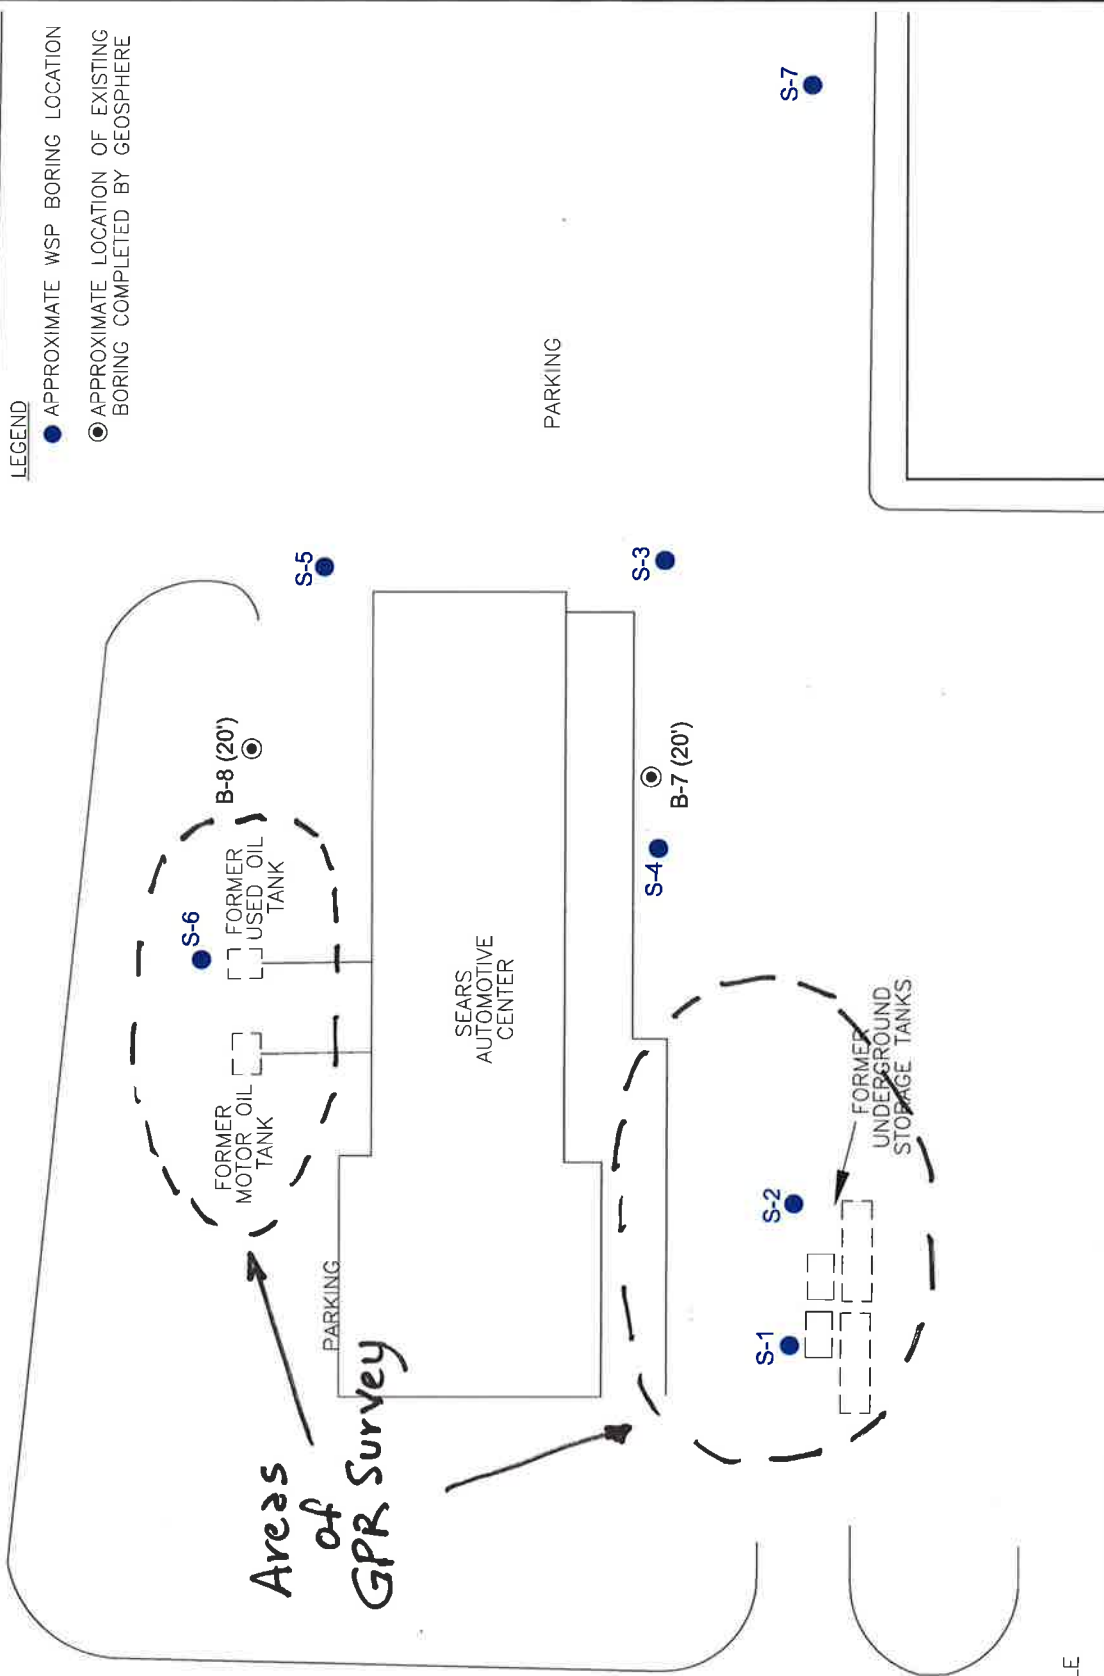 LEGEND
APPROXIMATE WSP BORING LOCATION
APPROXIMATE LOCATION OF EXISTING
BORING COMPLETED BY GEOSPHERE
S-7
PARKING
S-5
S-3
B-8 (20')
B-7 (20')
S-6
FORMER
USED OIL
TANK
S-4
FORMER
MOTOR OIL
TANK
SEARS
AUTOMOTIVE
CENTER
FORMER
UNDERGROUND
STORAGE TANKS
S-2
S-1
PARKING
Areas
of
GPR Survey